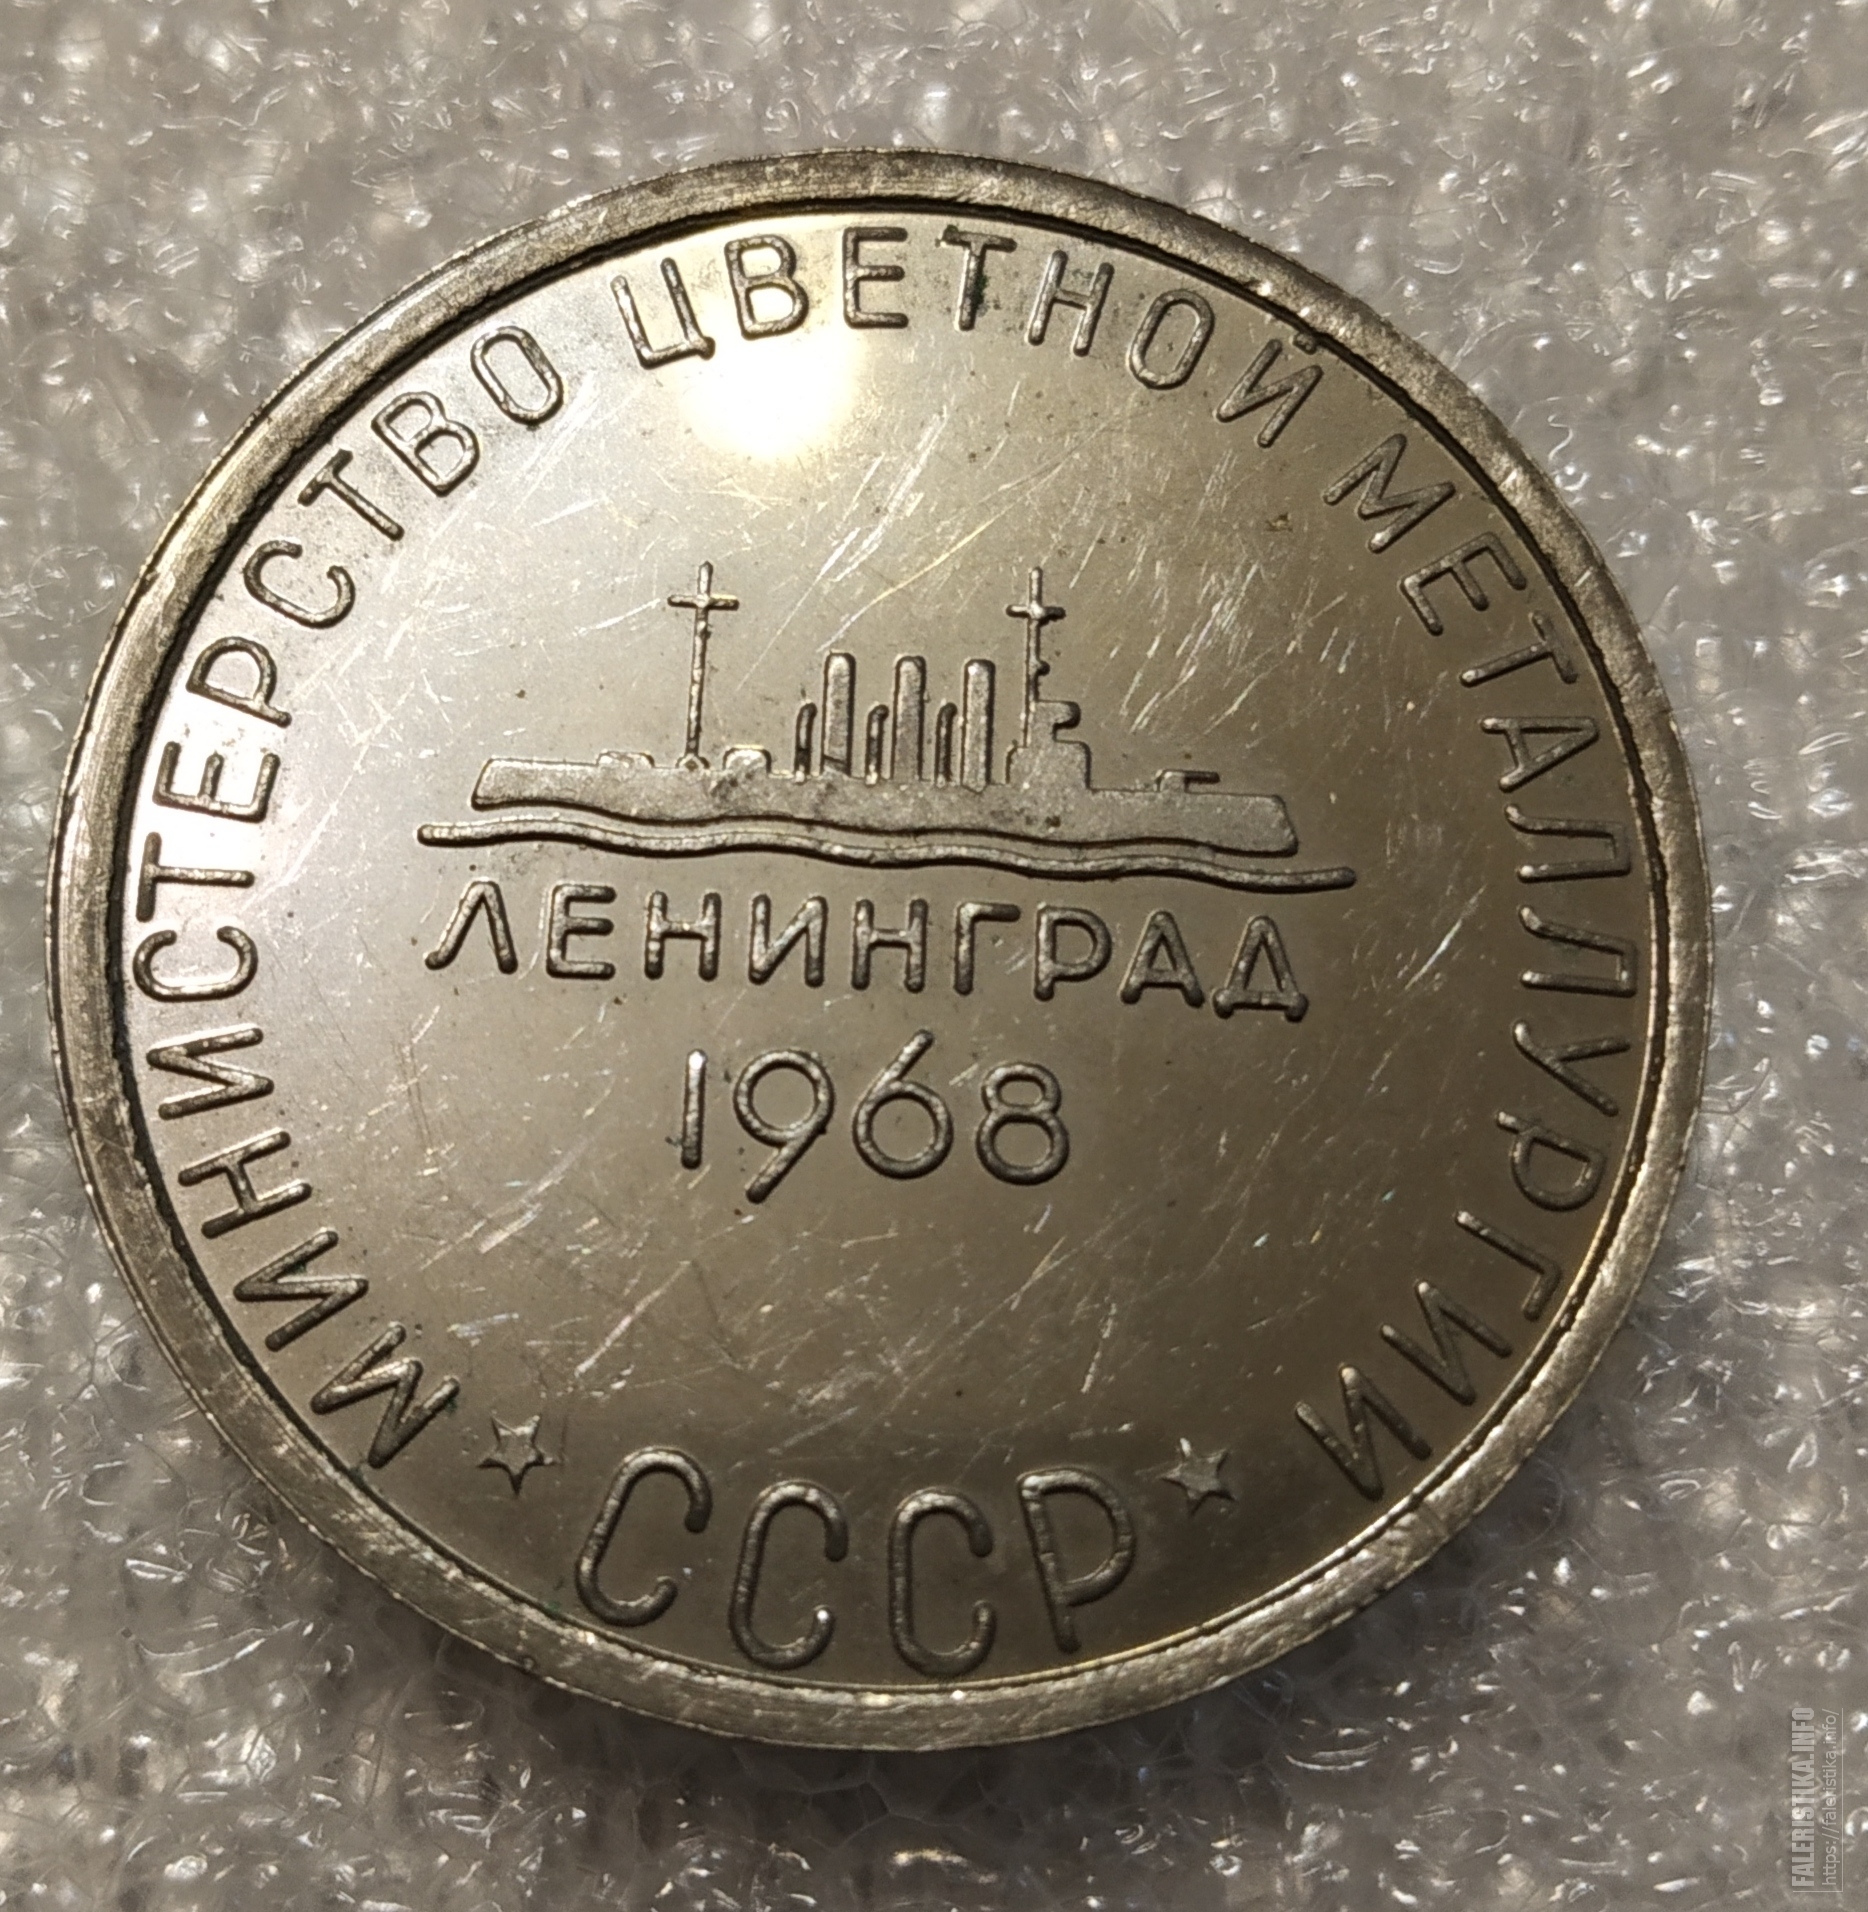 МИНИСТЕРСТВО ЦВЕТНОЙ МЕТАЛЛУРГИИ
ЛЕНИНГРАД
1968
СССР
FALERISTIKA.INFO
https://faleristika.info/